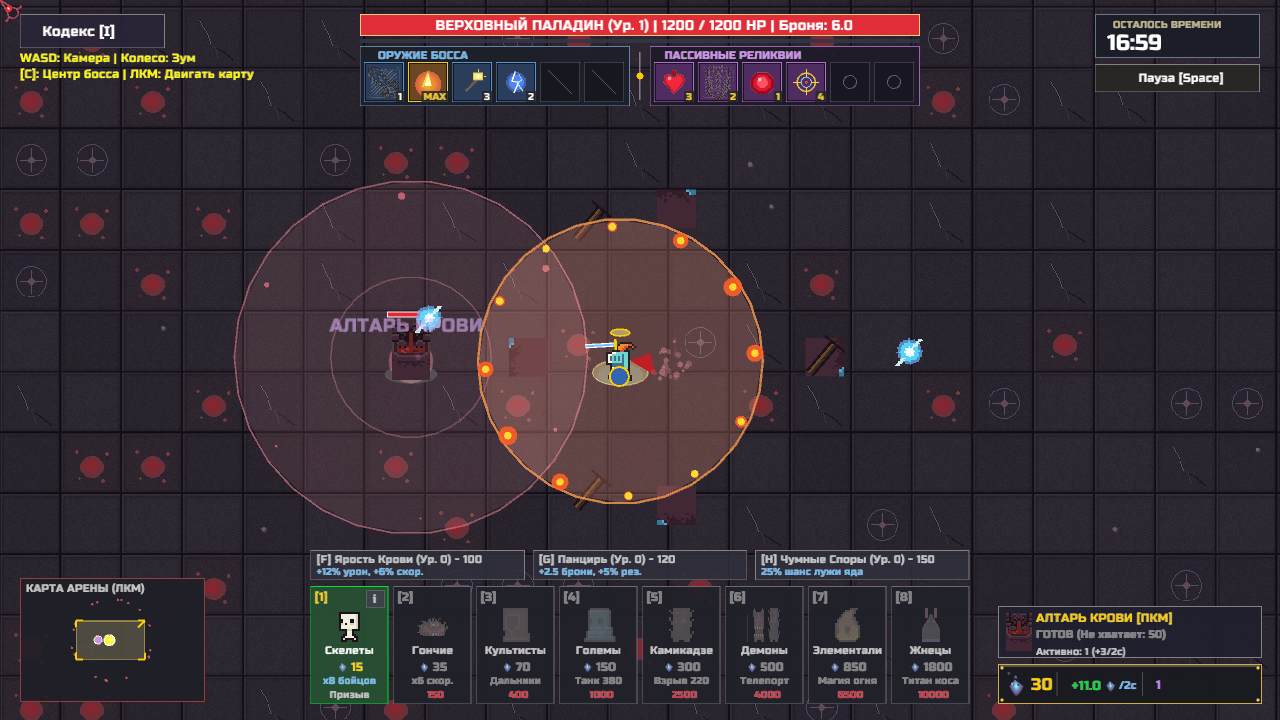 Кодекс [I]
WASD: Камера | Колесо: Зум
[C]: Центр босса | ЛКМ: Двигать карту
ВЕРХОВНЫЙ ПАЛАДИН (Ур. 1) | 1200 / 1200 HP | Броня: 6.0
ОРУЖИЕ БОССА
1
MAX
3
2
ПАССИВНЫЕ РЕЛИКВИИ
3
2
1
4
ОСТАЛОСЬ ВРЕМЕНИ
16:59
Пауза [Space]
АЛТАРЬ КРОВИ
[F] Ярость Крови (Ур. 0) - 100
+12% урон, +6% скор.
[G] Панцирь (Ур. 0) - 120
+2.5 брони, +5% рез.
[H] Чумные Споры (Ур. 0) - 150
25% шанс лужи яда
КАРТА АРЕНЫ (ПКМ)
[1]
i
Скелеты
15
x8 бойцов
Призыв
[2]
Гончие
35
x6 скор.
150
[3]
Культисты
70
Дальники
400
[4]
Големы
150
Танк 380
1000
[5]
Камикадзе
300
Взрыв 220
2500
[6]
Демоны
500
Телепорт
4000
[7]
Элементали
850
Магия огня
6500
[8]
Жнецы
1800
Титан коса
10000
АЛТАРЬ КРОВИ [ПКМ]
ГОТОВ (Не хватает: 50)
Активно: 1 (+3/2с)
30
+11.0
/2с
1